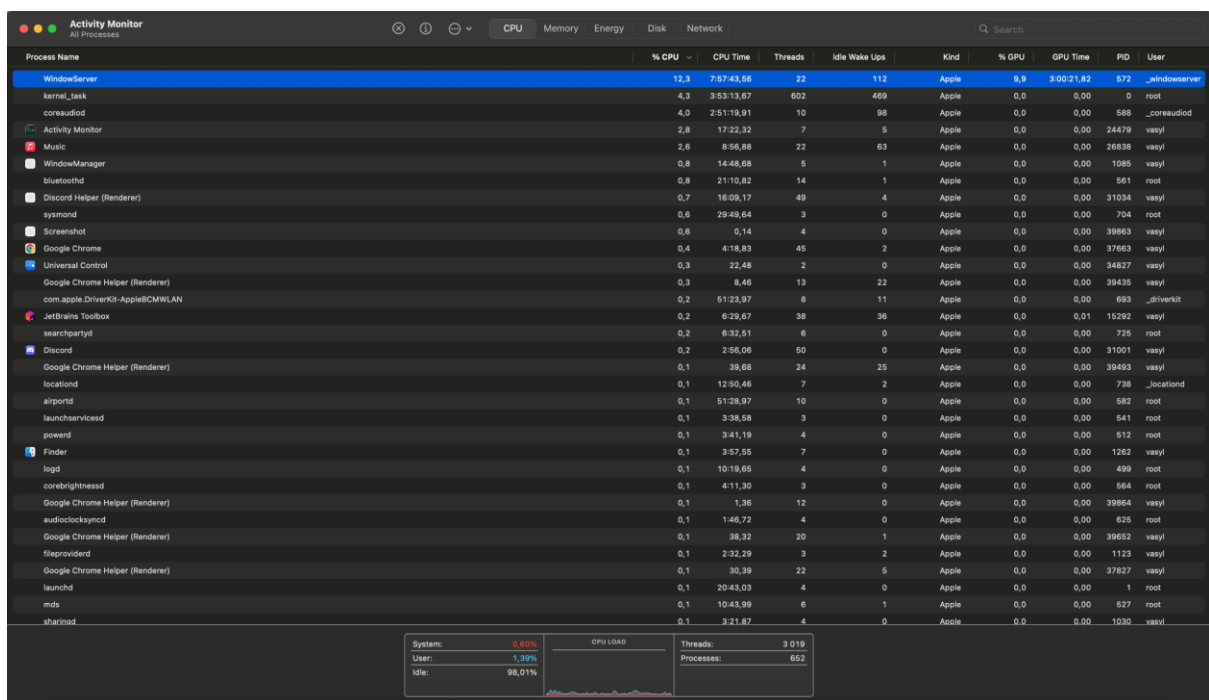 Activity Monitor
All Processes
CPU Memory Energy Disk Network
Search
Process Name % CPU CPU Time Threads Idle Wake Ups Kind % GPU GPU Time PID User
WindowServer 12,3 7:57:43,56 22 112 Apple 9,9 3:00:21,82 572 _windowserver
kernel_task 4,3 3:53:13,67 602 469 Apple 0,0 0,00 0 root
coreaudiod 4,0 2:51:19,91 10 98 Apple 0,0 0,00 588 _coreaudiod
Activity Monitor 2,8 17:22,32 7 5 Apple 0,0 0,00 24479 vasyl
Music 2,6 8:56,88 22 63 Apple 0,0 0,00 26838 vasyl
WindowManager 0,8 14:48,68 5 1 Apple 0,0 0,00 1085 vasyl
bluetoothd 0,8 21:10,82 14 1 Apple 0,0 0,00 561 root
Discord Helper (Renderer) 0,7 16:09,17 49 4 Apple 0,0 0,00 31034 vasyl
sysmond 0,6 29:49,64 3 0 Apple 0,0 0,00 704 root
Screenshot 0,6 0,14 4 0 Apple 0,0 0,00 39863 vasyl
Google Chrome 0,4 4:18,83 45 2 Apple 0,0 0,00 37663 vasyl
Universal Control 0,3 22,48 2 0 Apple 0,0 0,00 34827 vasyl
Google Chrome Helper (Renderer) 0,3 8,46 13 22 Apple 0,0 0,00 39435 vasyl
com.apple.DriverKit-AppleBCMWLAN 0,2 51:23,97 8 11 Apple 0,0 0,00 693 _driverkit
JetBrains Toolbox 0,2 6:29,67 38 36 Apple 0,0 0,01 15292 vasyl
searchpartyd 0,2 6:32,51 6 0 Apple 0,0 0,00 725 root
Discord 0,2 2:56,06 50 0 Apple 0,0 0,00 31001 vasyl
Google Chrome Helper (Renderer) 0,1 39,68 24 25 Apple 0,0 0,00 39493 vasyl
locationd 0,1 12:50,46 7 2 Apple 0,0 0,00 738 _locationd
airportd 0,1 51:28,97 10 0 Apple 0,0 0,00 582 root
launchservicesd 0,1 3:38,58 3 0 Apple 0,0 0,00 541 root
powerd 0,1 3:41,19 4 0 Apple 0,0 0,00 512 root
Finder 0,1 3:57,55 7 0 Apple 0,0 0,00 1262 vasyl
logd 0,1 10:19,65 4 0 Apple 0,0 0,00 499 root
corebrightnessd 0,1 4:11,30 3 0 Apple 0,0 0,00 564 root
Google Chrome Helper (Renderer) 0,1 1,36 12 0 Apple 0,0 0,00 39864 vasyl
audioclocksyncd 0,1 1:46,72 4 0 Apple 0,0 0,00 625 root
Google Chrome Helper (Renderer) 0,1 38,32 20 1 Apple 0,0 0,00 39652 vasyl
fileproviderd 0,1 2:32,29 3 2 Apple 0,0 0,00 1123 vasyl
Google Chrome Helper (Renderer) 0,1 30,39 22 5 Apple 0,0 0,00 37827 vasyl
launchd 0,1 20:43,03 4 0 Apple 0,0 0,00 1 root
mds 0,1 10:43,99 6 1 Apple 0,0 0,00 527 root
sharingd 0,1 3:21,87 4 0 Apple 0,0 0,00 1030 vasyl
System: 0,60% CPU LOAD Threads: 3 019
User: 1,39% Processes: 652
Idle: 98,01%